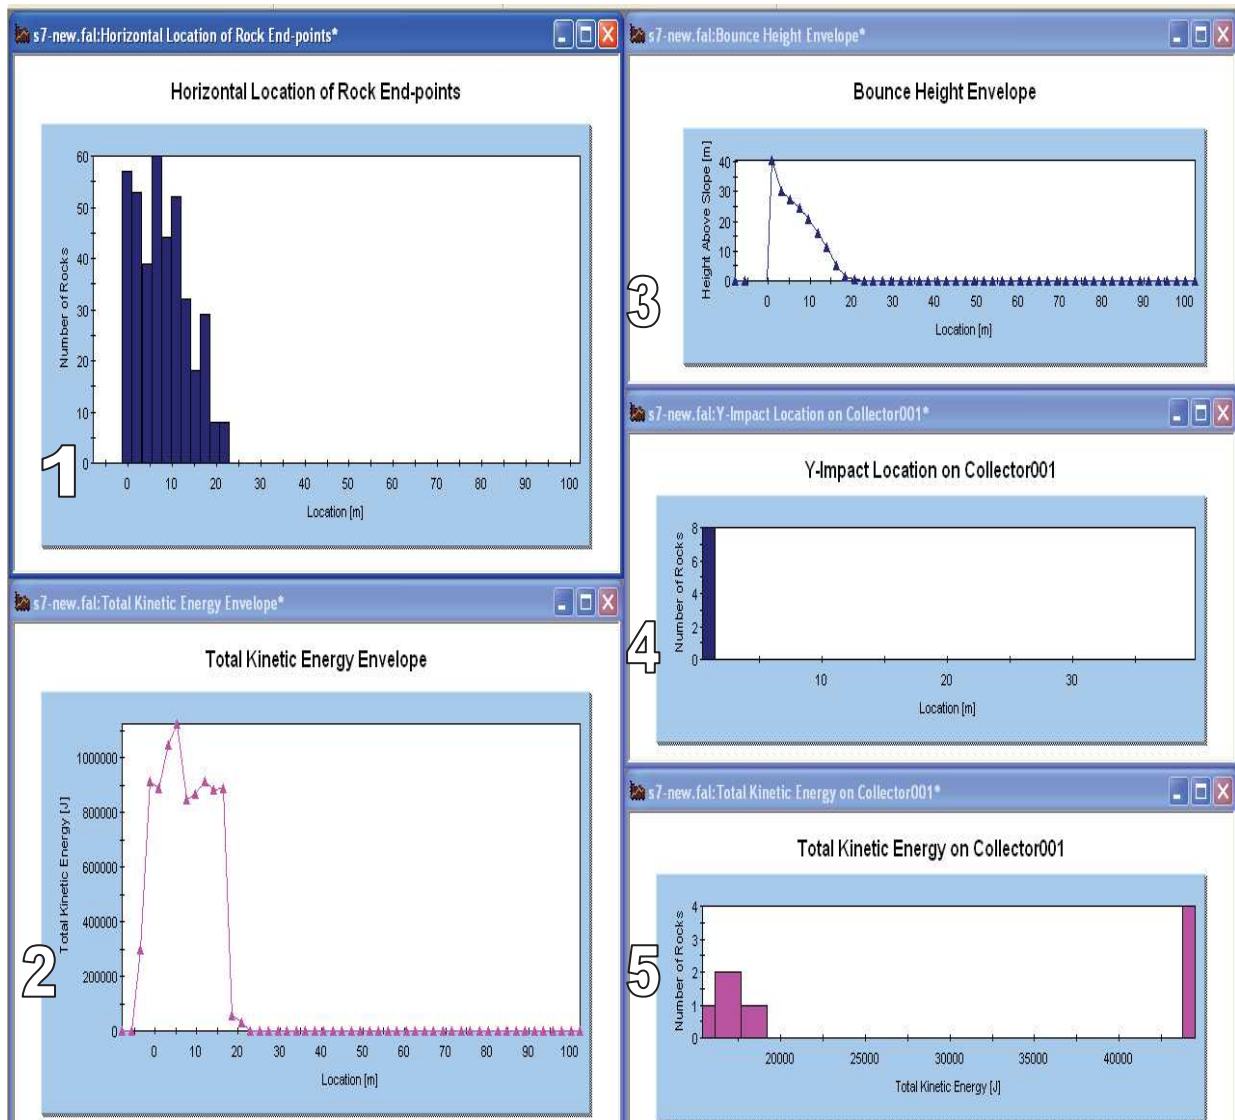 s7-new.fal:Horizontal Location of Rock End-points*
Horizontal Location of Rock End-points
60
50
40
30
20
10
0
Number of Rocks
0 10 20 30 40 50 60 70 80 90 100
Location [m]
1
s7-new.fal:Total Kinetic Energy Envelope*
Total Kinetic Energy Envelope
1000000
800000
600000
400000
200000
0
Total Kinetic Energy [J]
0 10 20 30 40 50 60 70 80 90 100
Location [m]
2
s7-new.fal:Bounce Height Envelope*
Bounce Height Envelope
40
30
20
10
0
Height Above Slope [m]
0 10 20 30 40 50 60 70 80 90 100
Location [m]
3
s7-new.fal:Y-Impact Location on Collector001*
Y-Impact Location on Collector001
8
6
4
2
0
Number of Rocks
10 20 30
Location [m]
4
s7-new.fal:Total Kinetic Energy on Collector001*
Total Kinetic Energy on Collector001
4
3
2
1
0
Number of Rocks
20000 25000 30000 35000 40000
Total Kinetic Energy [J]
5